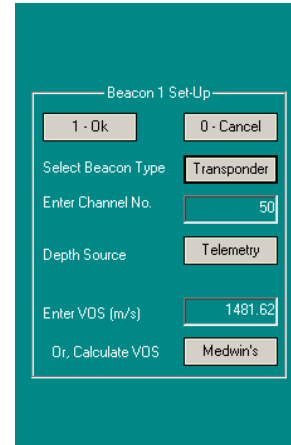 Beacon 1 Set-Up
1 - Ok 0 - Cancel
Select Beacon Type Transponder
Enter Channel No. 50
Depth Source Telemetry
Enter VOS (m/s) 1481.62
Or, Calculate VOS Medwin's